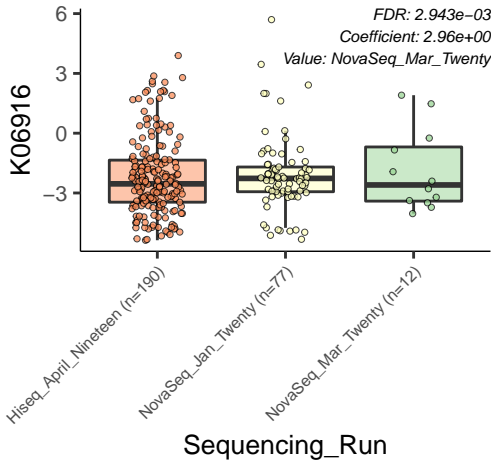 FDR: 2.943e−03
Coefficient: 2.96e+00
Value: NovaSeq_Mar_Twenty
6
3
0
−3
K06916
Hiseq_April_Nineteen (n=190)
NovaSeq_Jan_Twenty (n=77)
NovaSeq_Mar_Twenty (n=12)
Sequencing_Run